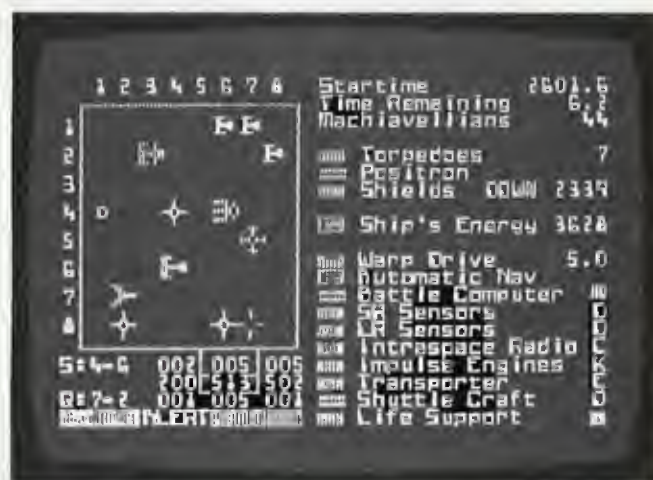 1 2 3 4 5 6 7 8
1
2
3
4
5
6
7
8
S:4-6 002 005 005
200 513 502
Q:7-2 001 005 001
ALERT
Startime 2601.6
Time Remaining 6.2
Machiavellians 44
Torpedoes 7
Positron
Shields DOWN 2339
Ship's Energy 3628
Warp Drive 5.0
Automatic Nav
Battle Computer
Sensors
Sensors
Intraspace Radio C
Impulse Engines K
Transporter C
Shuttle Craft
Life Support